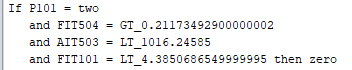 If P101 = two
and FIT504 = GT_0.21173492900000002
and AIT503 = LT_1016.24585
and FIT101 = LT_4.3850686549999995 then zero